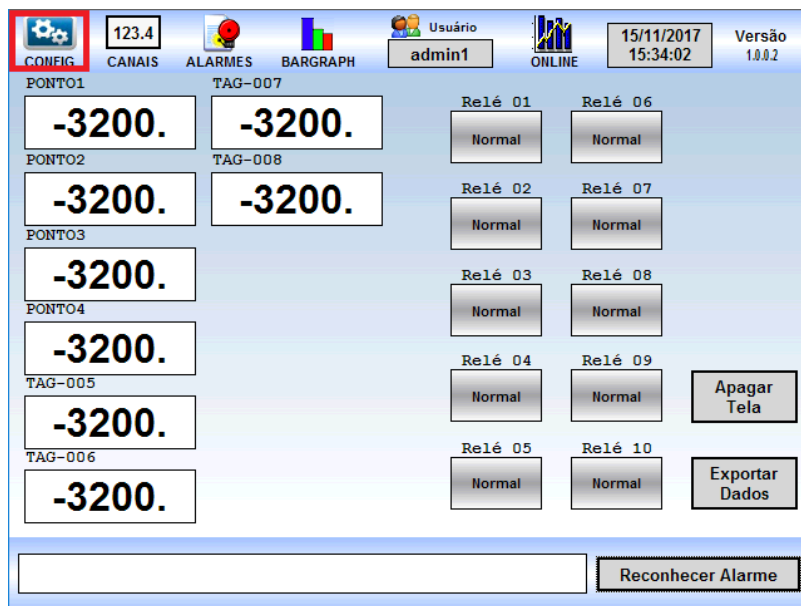 CONFIG
123.4
CANAIS
ALARMES
BARGRAPH
Usuário
admin1
ONLINE
15/11/2017
15:34:02
Versão
1.0.0.2
PONTO1
-3200.
TAG-007
-3200.
PONTO2
-3200.
TAG-008
-3200.
PONTO3
-3200.
PONTO4
-3200.
TAG-005
-3200.
TAG-006
-3200.
Relé 01
Normal
Relé 06
Normal
Relé 02
Normal
Relé 07
Normal
Relé 03
Normal
Relé 08
Normal
Relé 04
Normal
Relé 09
Normal
Relé 05
Normal
Relé 10
Normal
Apagar
Tela
Exportar
Dados
Reconhecer Alarme